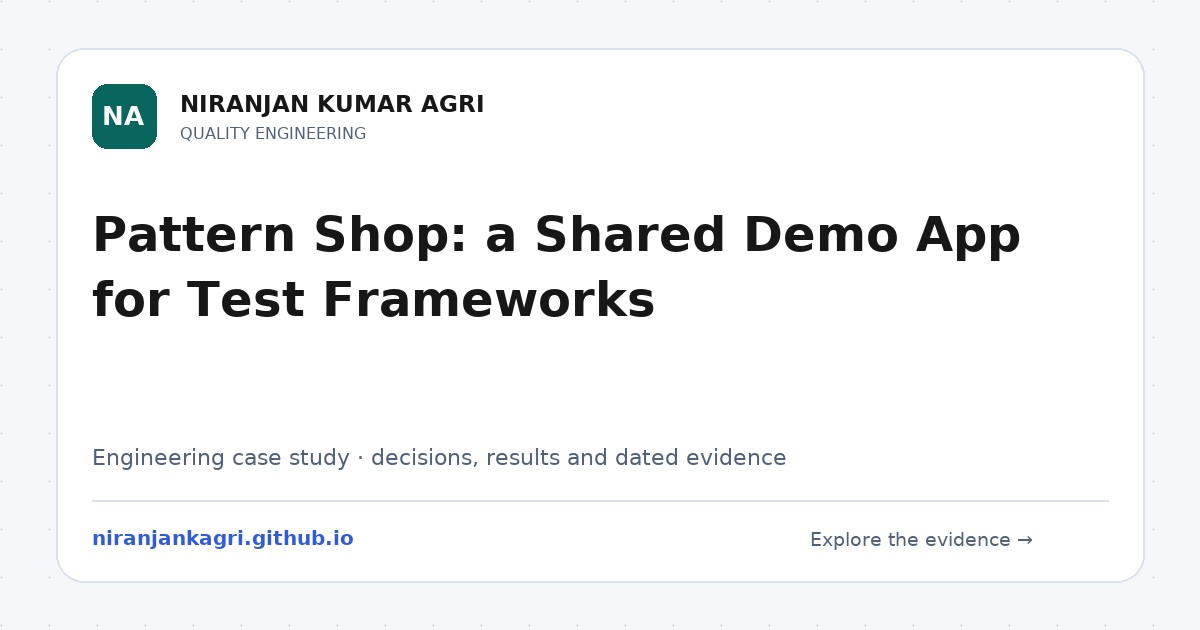 NA
NIRANJAN KUMAR AGRI
QUALITY ENGINEERING
Pattern Shop: a Shared Demo App
for Test Frameworks
Engineering case study · decisions, results and dated evidence
niranjankagri.github.io
Explore the evidence →